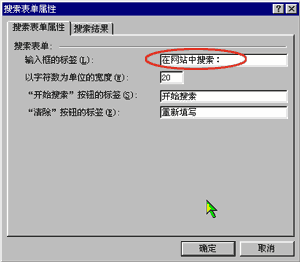 搜索表单属性
搜索表单属性 搜索结果
搜索表单:
输入框的标签(L): 在网站中搜索:
以字符数为单位的宽度(W): 20
“开始搜索”按钮的标签(S): 开始搜索
“清除”按钮的标签(E): 重新填写
确定 取消